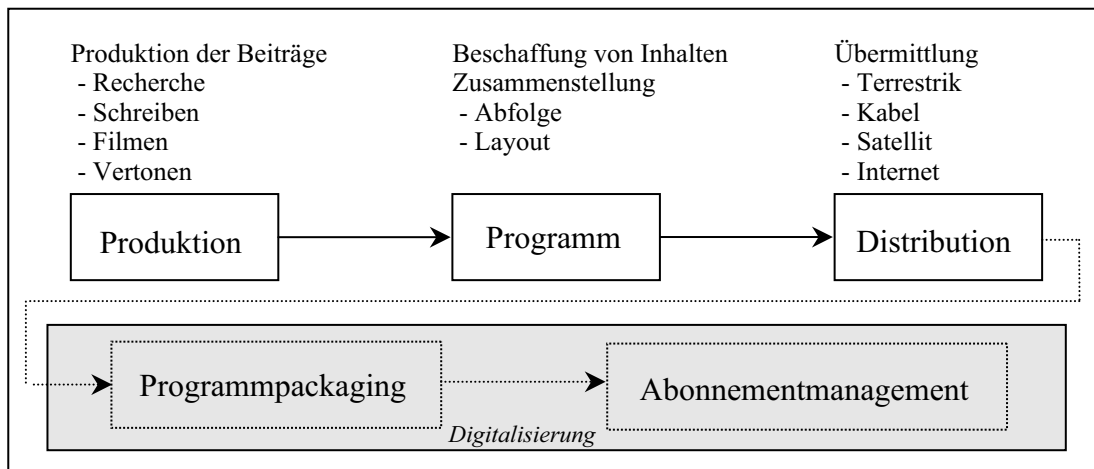 Produktion der Beiträge
- Recherche
- Schreiben
- Filmen
- Vertonen
Beschaffung von Inhalten
Zusammenstellung
- Abfolge
- Layout
Übermittlung
- Terrestrik
- Kabel
- Satellit
- Internet
Produktion
Programm
Distribution
Programmpackaging
Abonnementmanagement
Digitalisierung